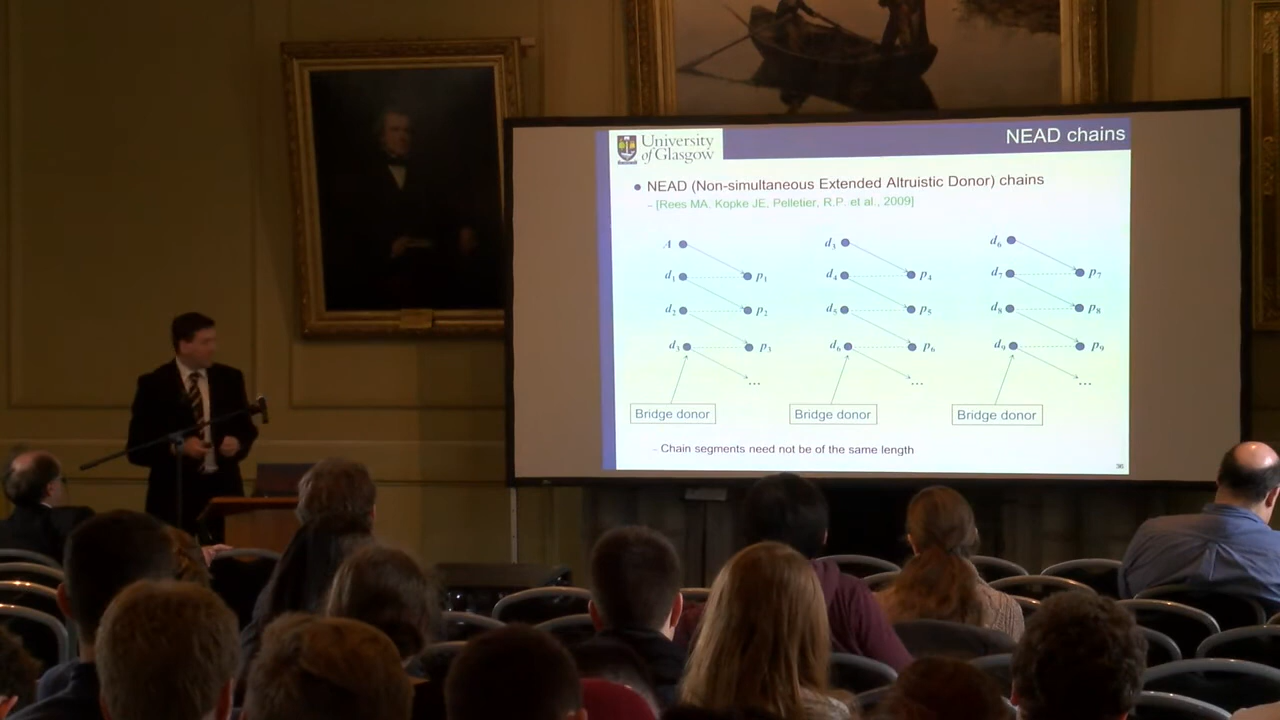 University
of Glasgow
NEAD chains
• NEAD (Non-simultaneous Extended Altruistic Donor) chains
– [Rees MA, Kopke JE, Pelletier, R.P. et al., 2009]
A d3 d6
d1 p1 d4 p4 d7 p7
d2 p2 d5 p5 d8 p8
d3 p3 d6 p6 d9 p9
... ... ...
Bridge donor Bridge donor Bridge donor
– Chain segments need not be of the same length
36